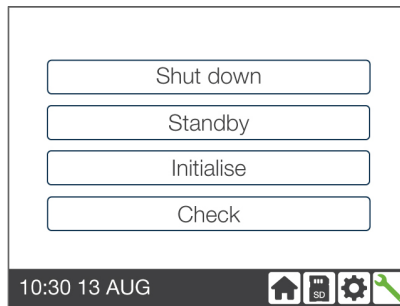 Shut down
Standby
Initialise
Check
10:30 13 AUG
SD